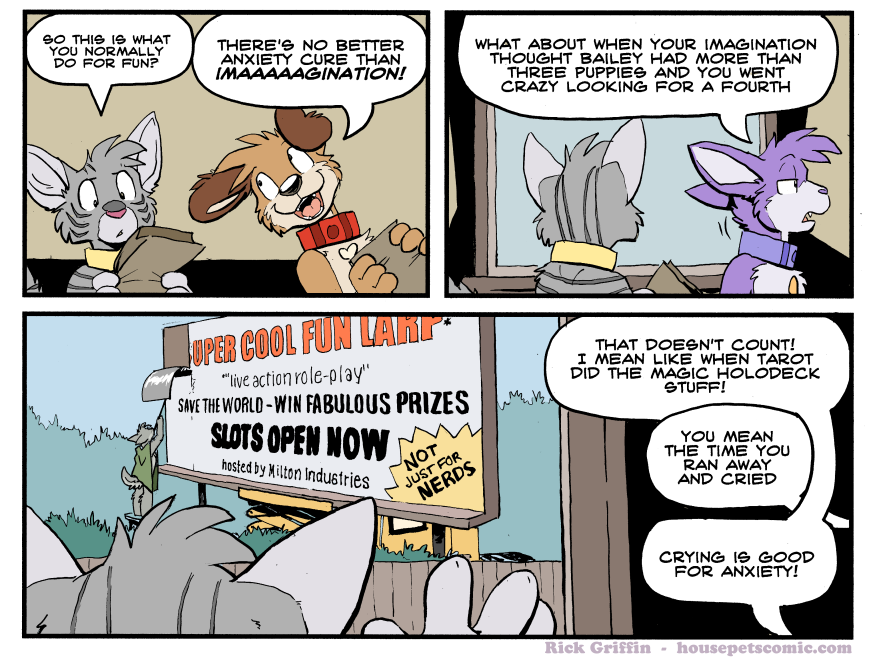 SO THIS IS WHAT
YOU NORMALLY
DO FOR FUN?
THERE'S NO BETTER
ANXIETY CURE THAN
IMAAAAAGINATION!
WHAT ABOUT WHEN YOUR IMAGINATION
THOUGHT BAILEY HAD MORE THAN
THREE PUPPIES AND YOU WENT
CRAZY LOOKING FOR A FOURTH
UPER COOL FUN LARP*
*"live action role-play"
SAVE THE WORLD - WIN FABULOUS PRIZES
SLOTS OPEN NOW
hosted by Milton Industries
NOT
JUST FOR
NERDS
THAT DOESN'T COUNT!
I MEAN LIKE WHEN TAROT
DID THE MAGIC HOLODECK
STUFF!
YOU MEAN
THE TIME YOU
RAN AWAY
AND CRIED
CRYING IS GOOD
FOR ANXIETY!
Rick Griffin - housepetscomic.com